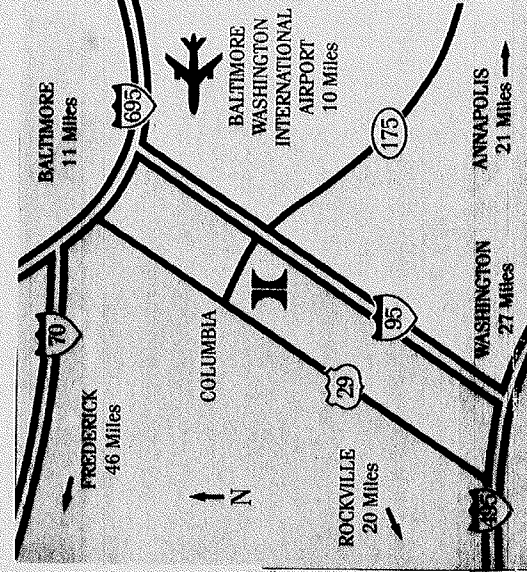 BALTIMORE
11 Miles
695
BALTIMORE
WASHINGTON
INTERNATIONAL
AIRPORT
10 Miles
70
FREDERICK
46 Miles
COLUMBIA
175
N
29
95
ROCKVILLE
20 Miles
WASHINGTON
27 Miles
ANNAPOLIS
21 Miles
495